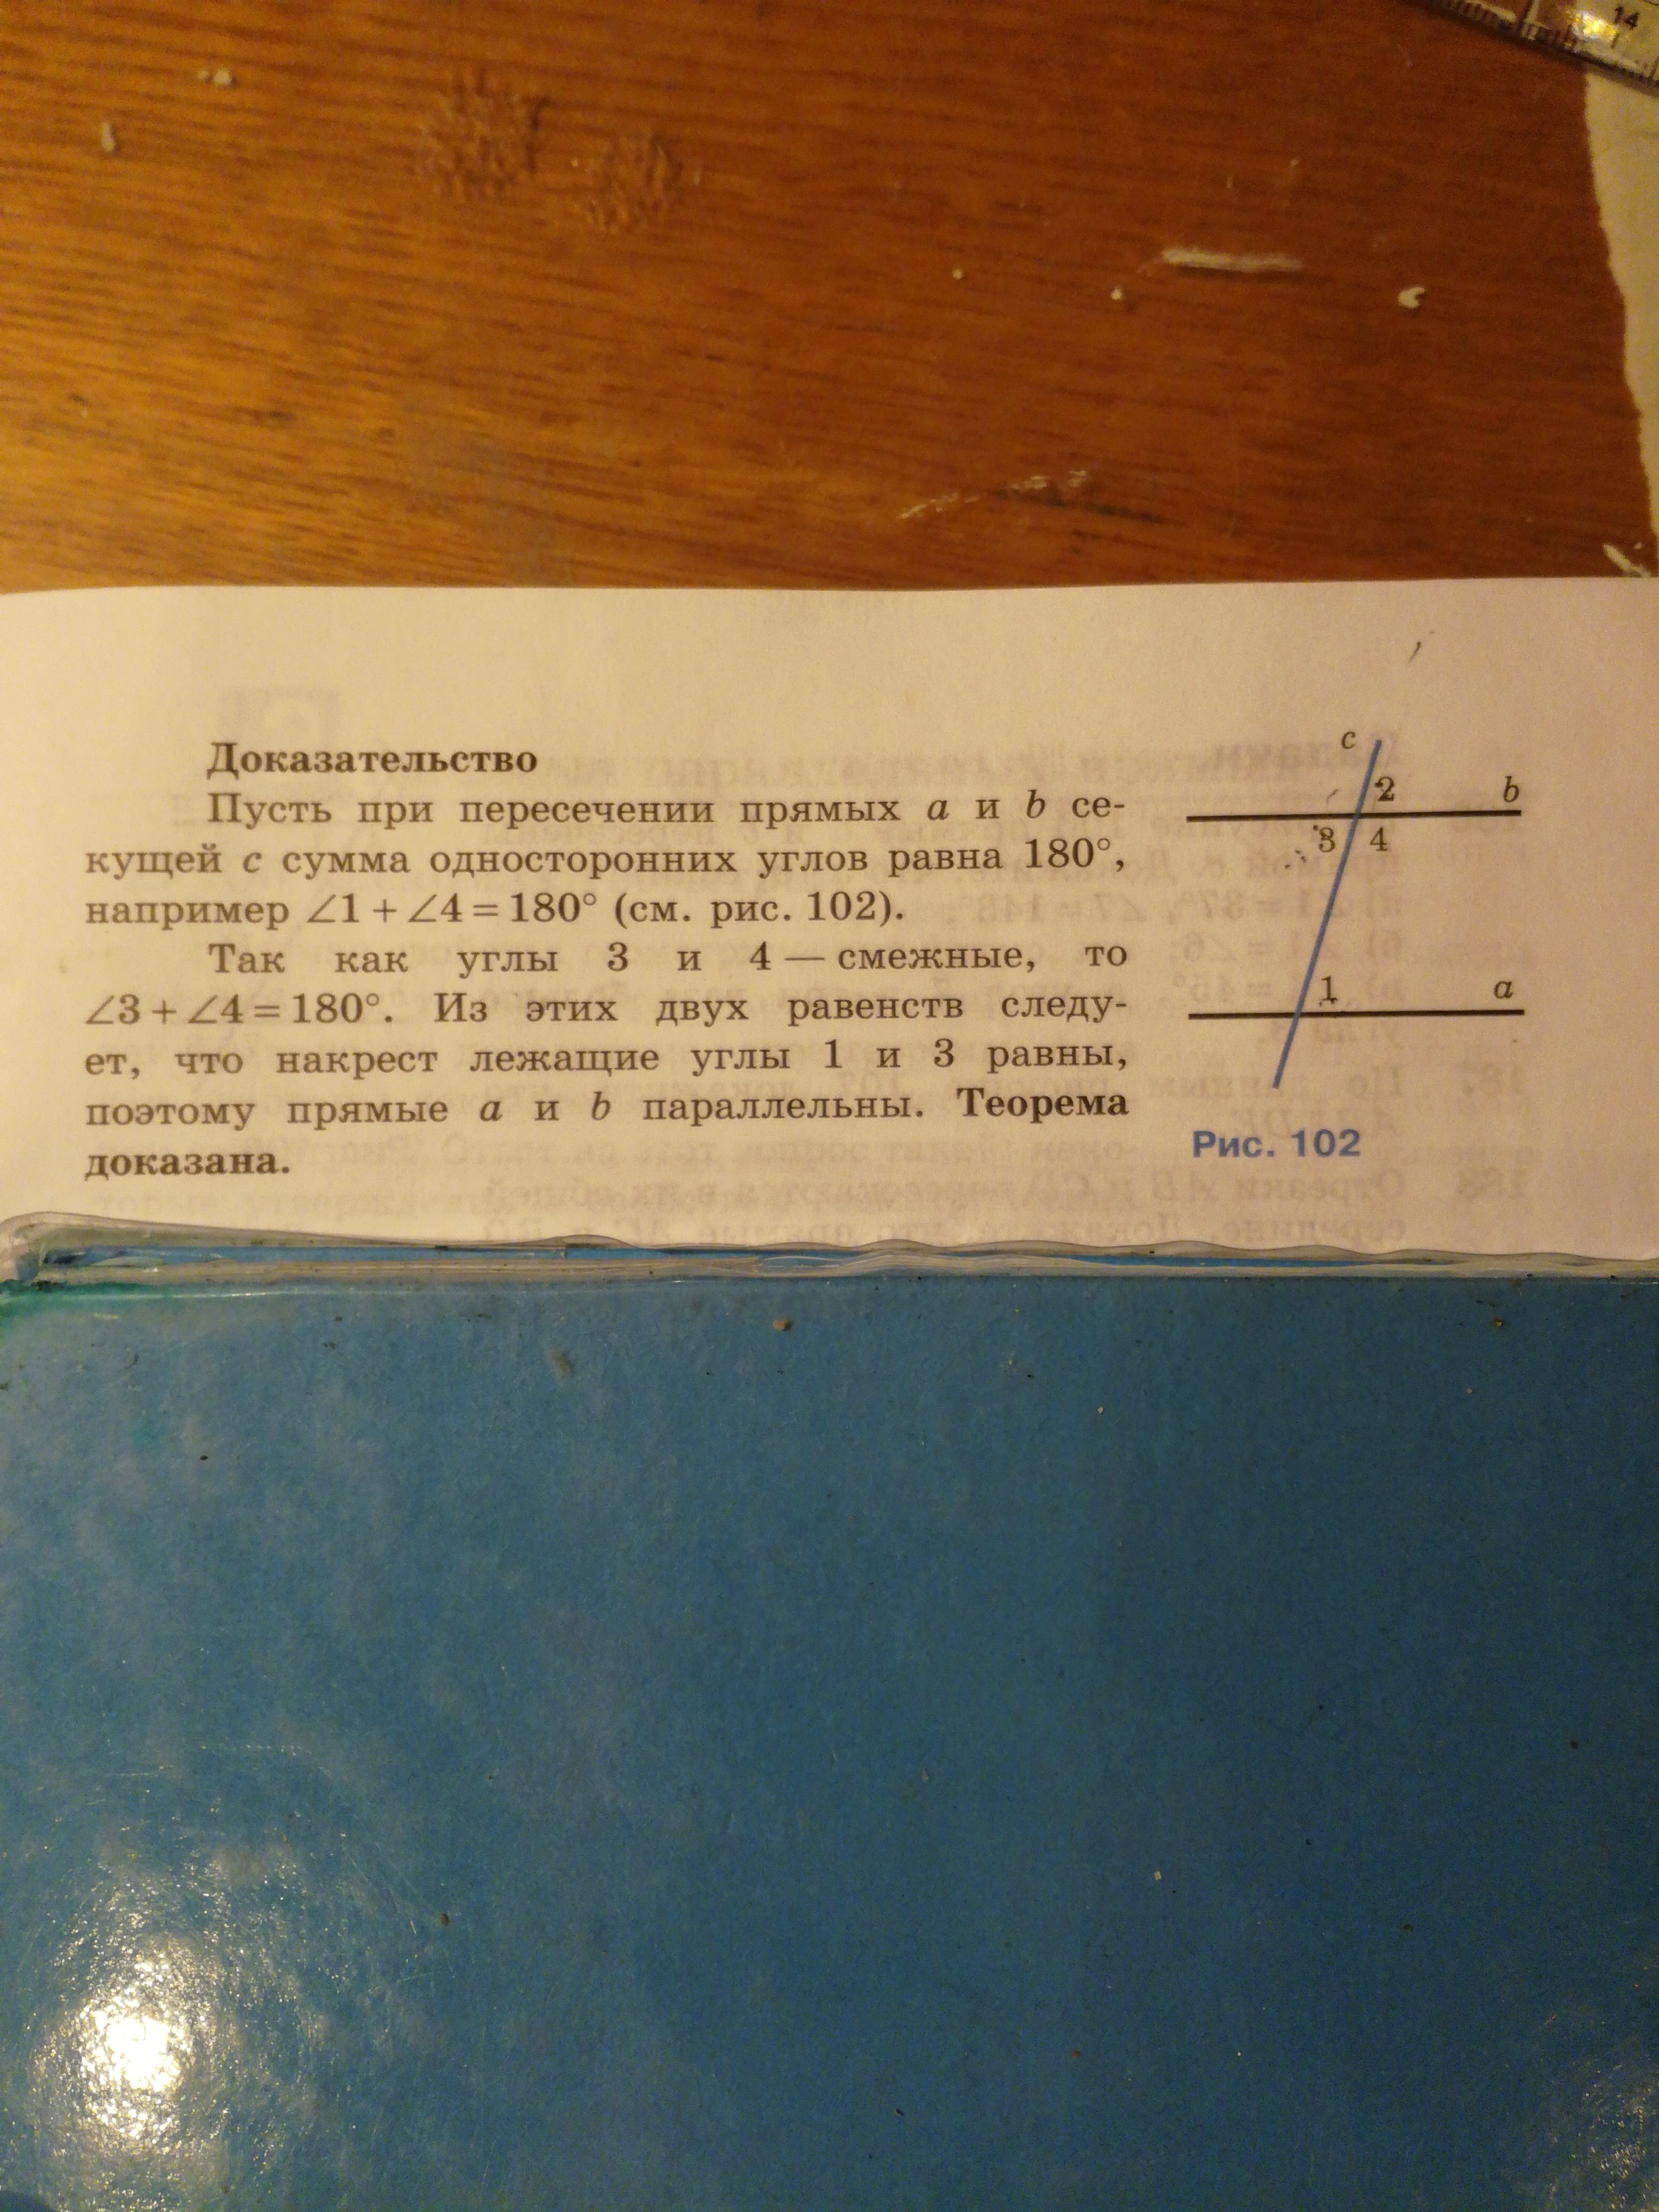 14
Доказательство
Пусть при пересечении прямых a и b се-
кущей c сумма односторонних углов равна 180°,
например ∠1 + ∠4 = 180° (см. рис. 102).
Так как углы 3 и 4 — смежные, то
∠3 + ∠4 = 180°. Из этих двух равенств следу-
ет, что накрест лежащие углы 1 и 3 равны,
поэтому прямые a и b параллельны. Теорема
доказана.
c
2 b
3 4
1 a
Рис. 102